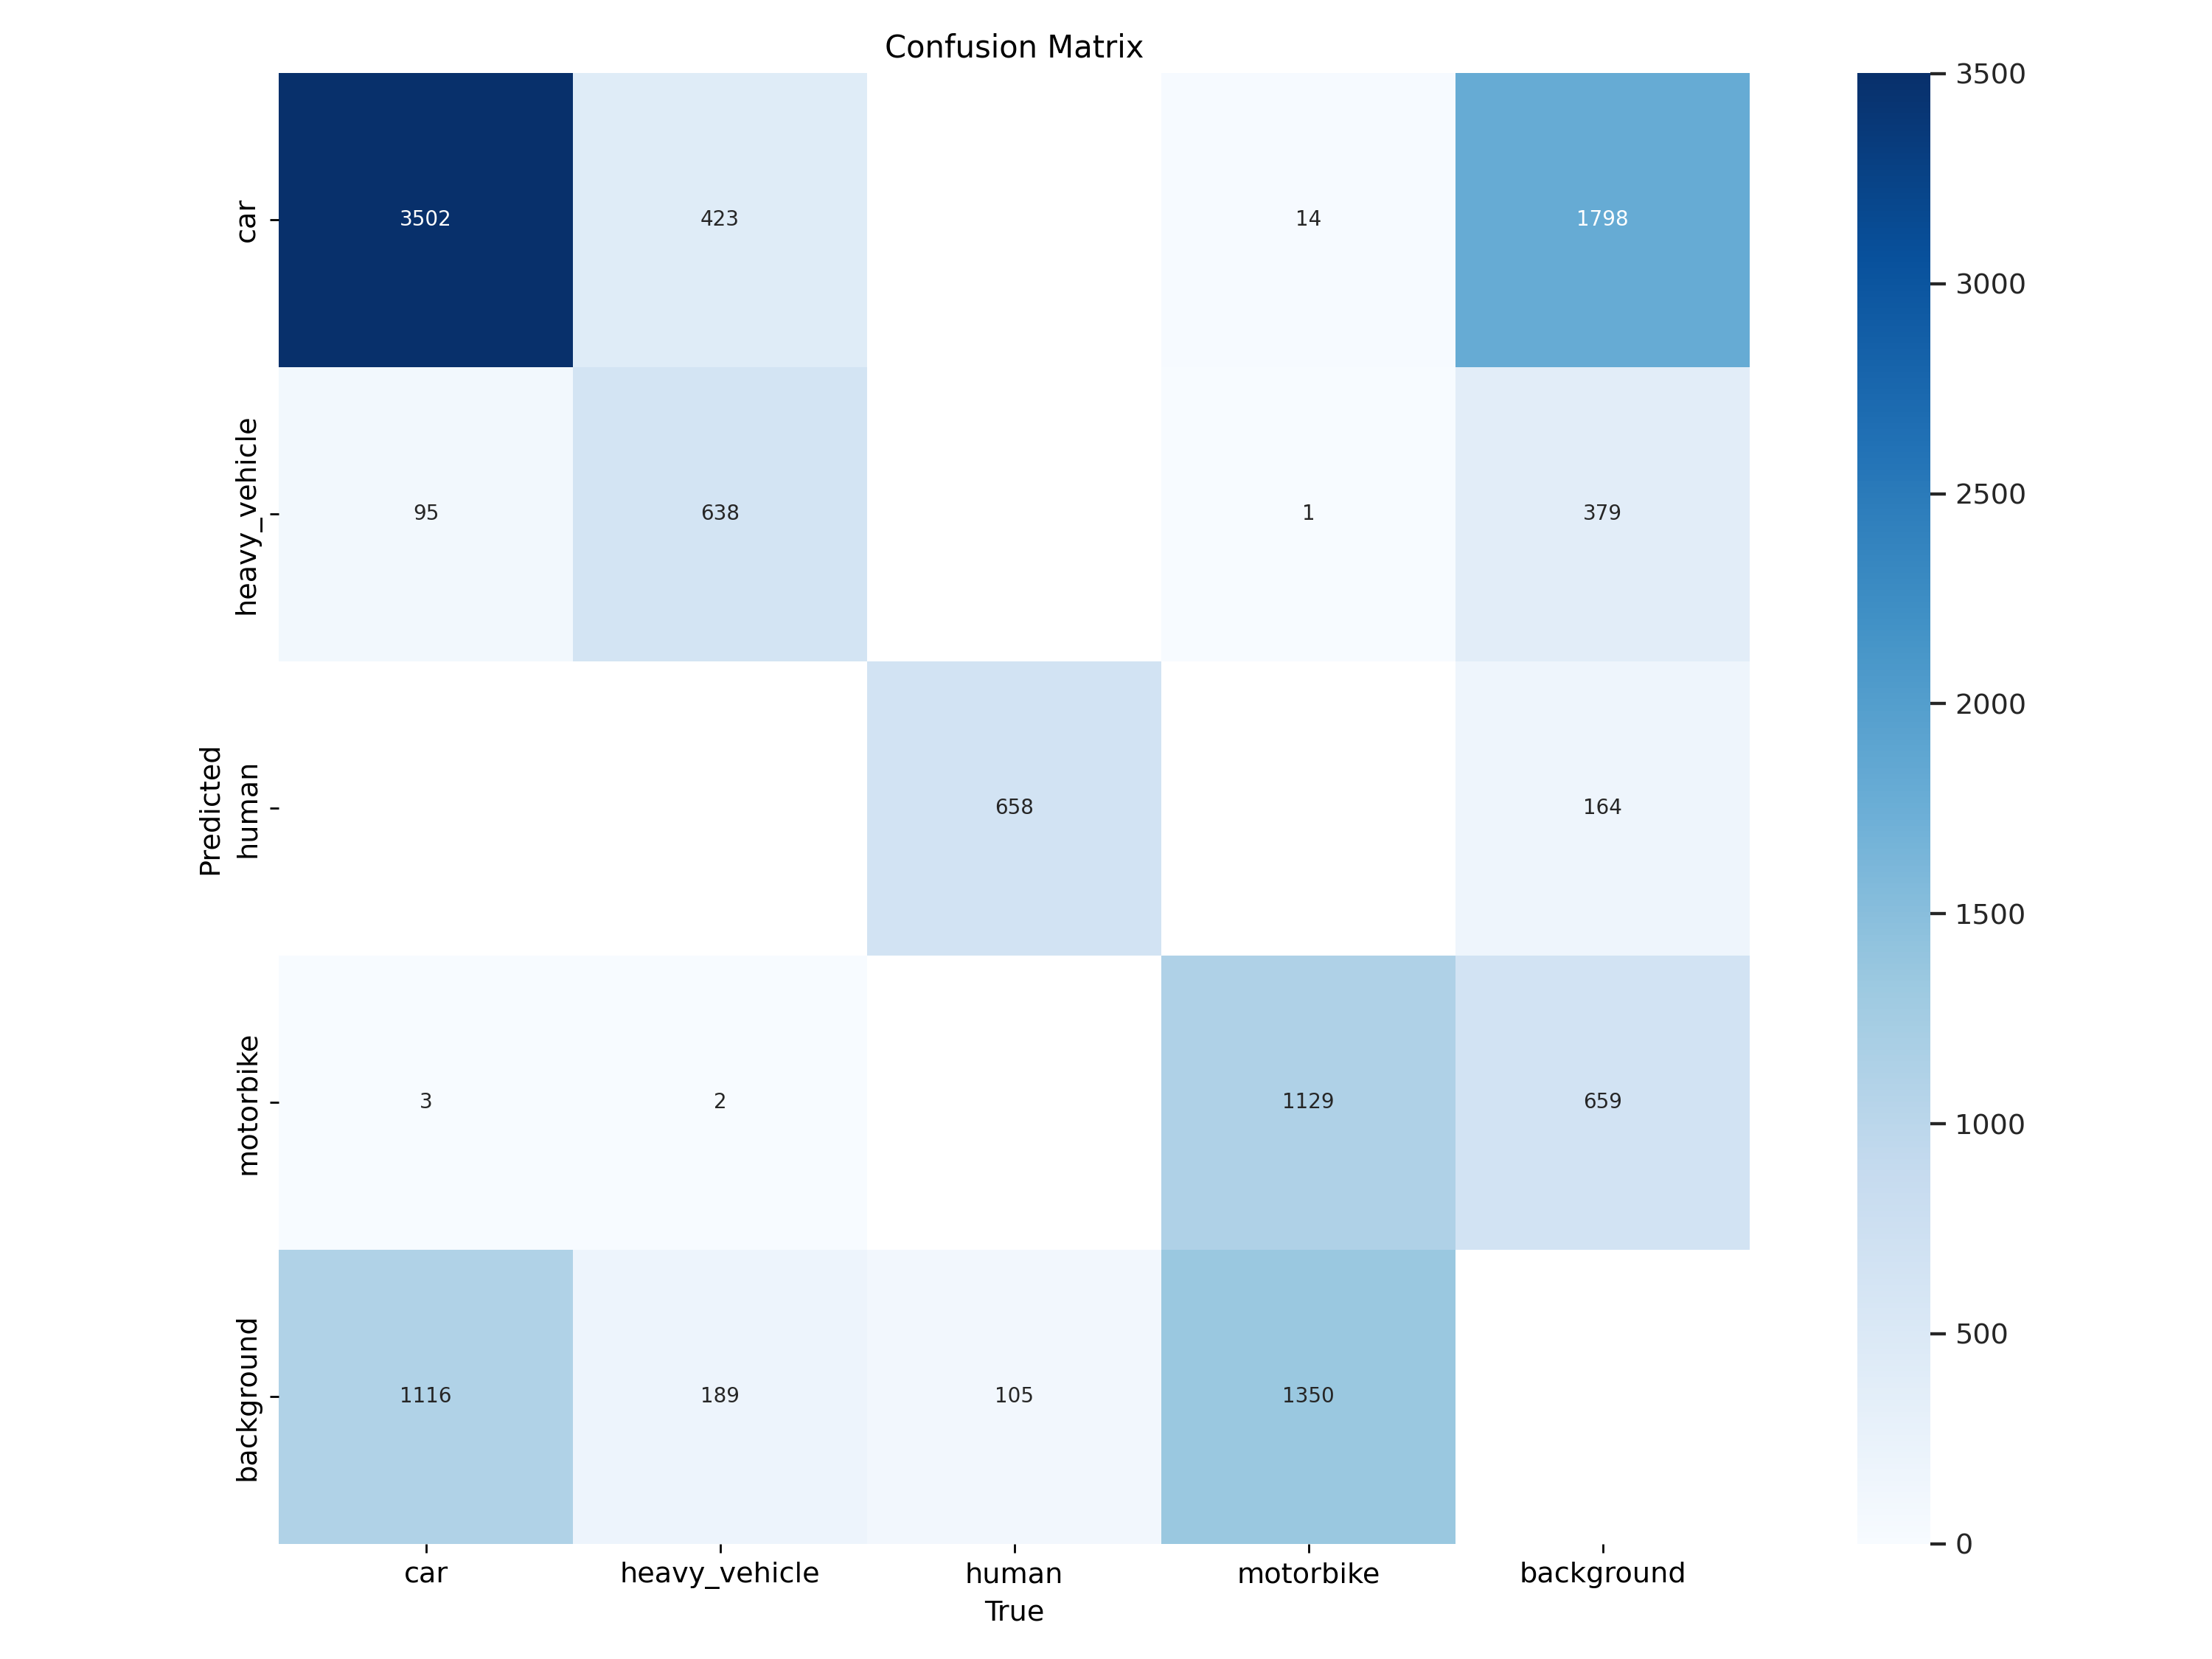 Confusion Matrix
car
3502
423
14
1798
heavy_vehicle
95
638
1
379
Predicted
human
658
164
motorbike
3
2
1129
659
background
1116
189
105
1350
car
heavy_vehicle
human
motorbike
background
True
3500
3000
2500
2000
1500
1000
500
0